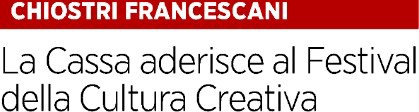 CHIOSTRI FRANCESCANI
La Cassa aderisce al Festival
della Cultura Creativa